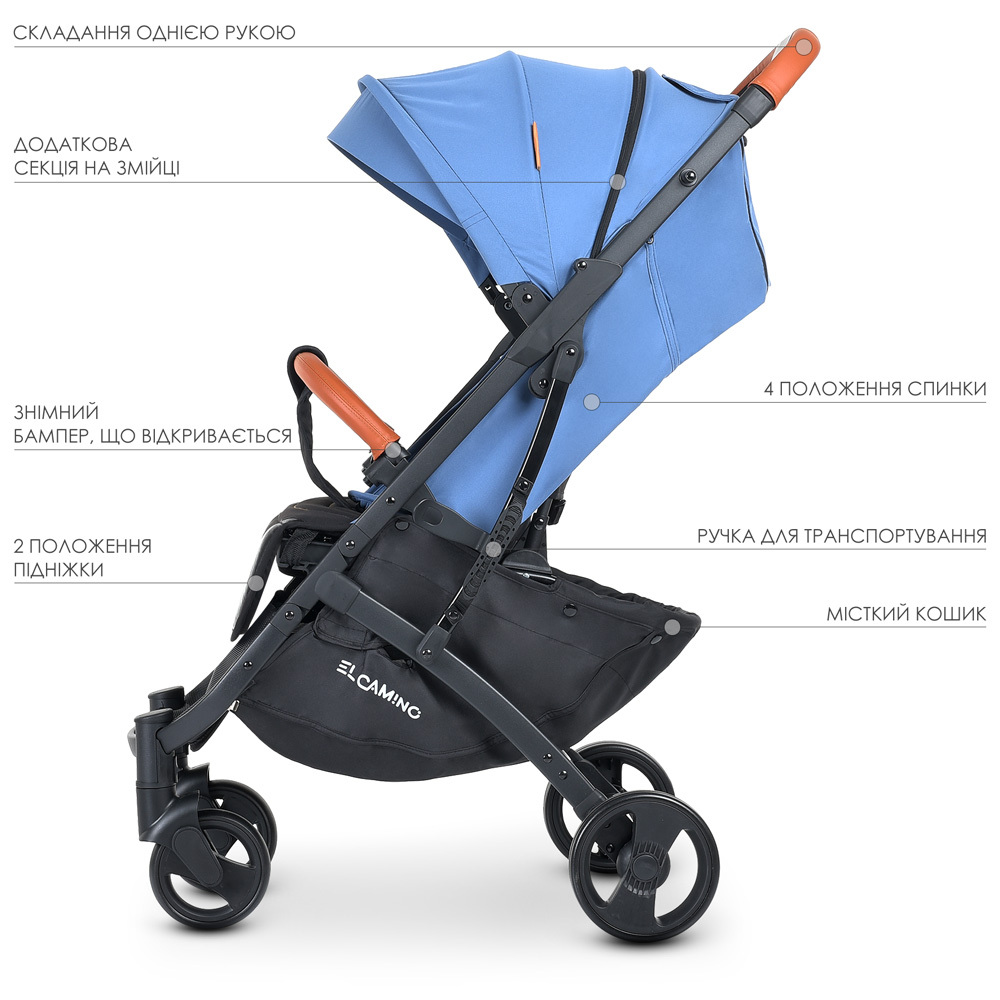 СКЛАДАННЯ ОДНІЄЮ РУКОЮ
ДОДАТКОВА
СЕКЦІЯ НА ЗМІЙЦІ
4 ПОЛОЖЕННЯ СПИНКИ
ЗНІМНИЙ
БАМПЕР, ЩО ВІДКРИВАЄТЬСЯ
РУЧКА ДЛЯ ТРАНСПОРТУВАННЯ
2 ПОЛОЖЕННЯ
ПІДНІЖКИ
МІСТКИЙ КОШИК
EL CAMINO